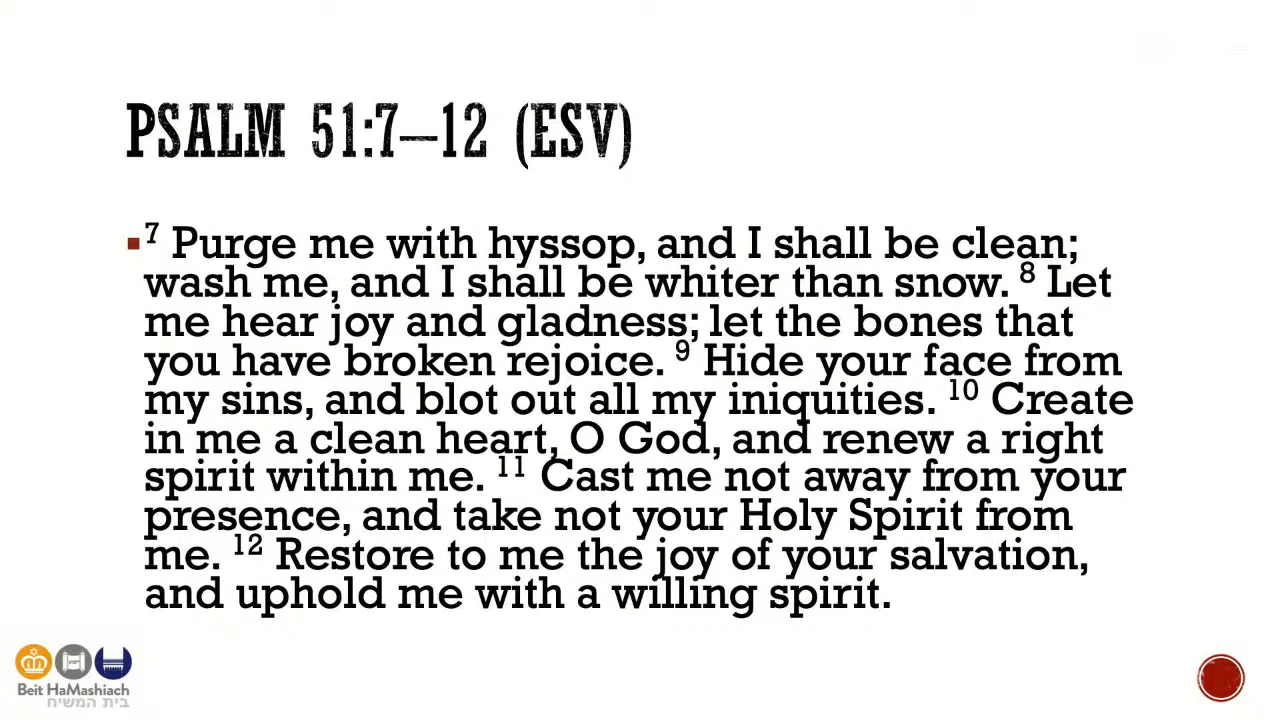 PSALM 51:7–12 (ESV)
▪⁷ Purge me with hyssop, and I shall be clean;
wash me, and I shall be whiter than snow. ⁸ Let
me hear joy and gladness; let the bones that
you have broken rejoice. ⁹ Hide your face from
my sins, and blot out all my iniquities. ¹⁰ Create
in me a clean heart, O God, and renew a right
spirit within me. ¹¹ Cast me not away from your
presence, and take not your Holy Spirit from
me. ¹² Restore to me the joy of your salvation,
and uphold me with a willing spirit.
Beit HaMashiach
בית המשיח